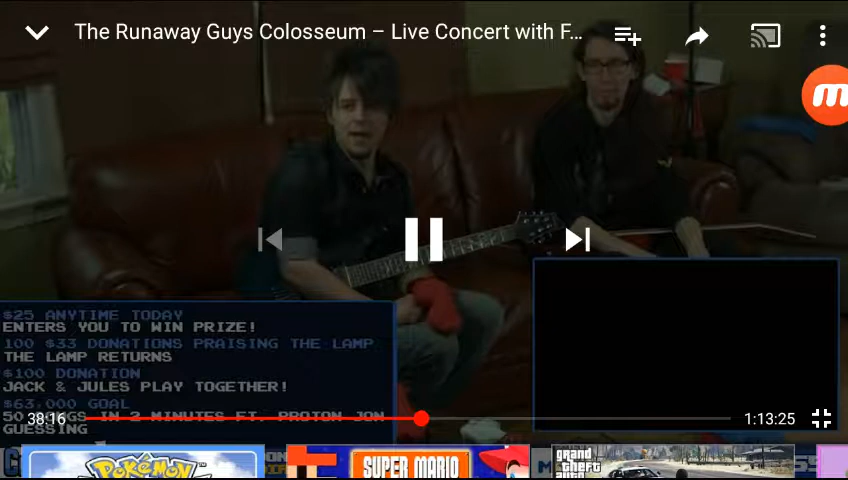 The Runaway Guys Colosseum – Live Concert with F...
$25 ANYTIME TODAY
ENTERS YOU TO WIN PRIZE!
100 $33 DONATIONS PRAISING THE LAMP
THE LAMP RETURNS
$100 DONATION
JACK & JULES PLAY TOGETHER!
$63,000 GOAL
IN 2 MINUTES FT. PROTON JON
GUESSING
38:16
1:13:25
POKéMON
SUPER MARIO
grand
theft
auto